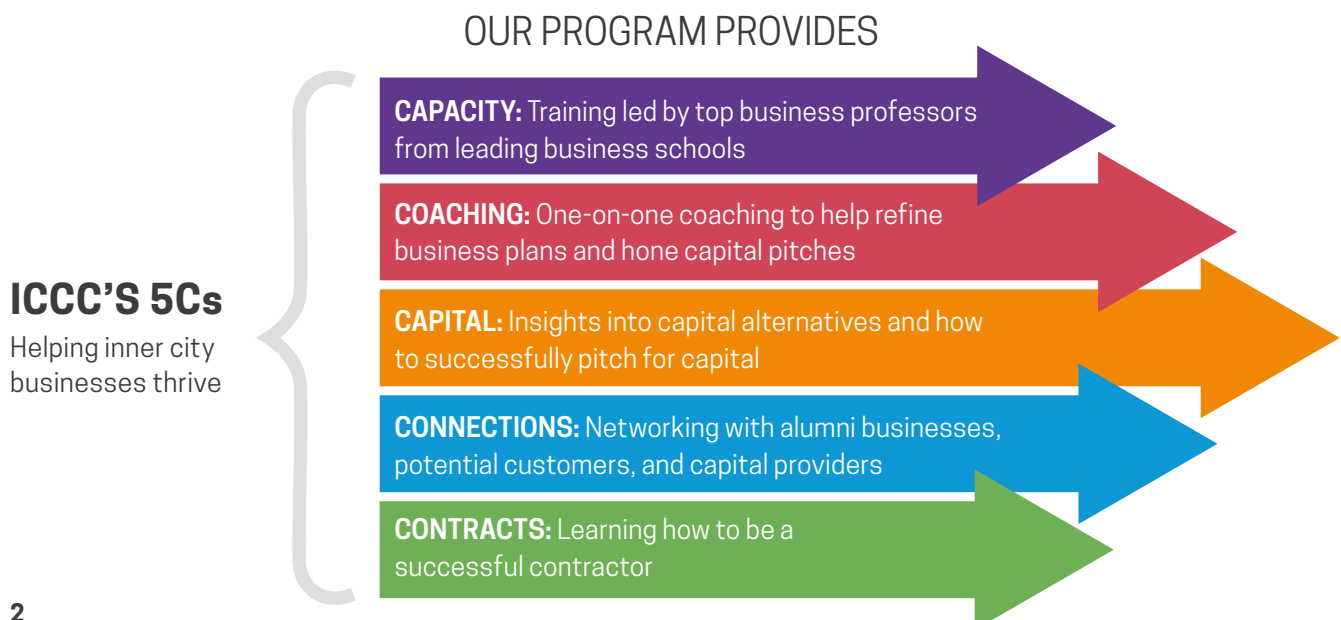 OUR PROGRAM PROVIDES
ICCC’S 5Cs
Helping inner city
businesses thrive
CAPACITY: Training led by top business professors
from leading business schools
COACHING: One-on-one coaching to help refine
business plans and hone capital pitches
CAPITAL: Insights into capital alternatives and how
to successfully pitch for capital
CONNECTIONS: Networking with alumni businesses,
potential customers, and capital providers
CONTRACTS: Learning how to be a
successful contractor
2